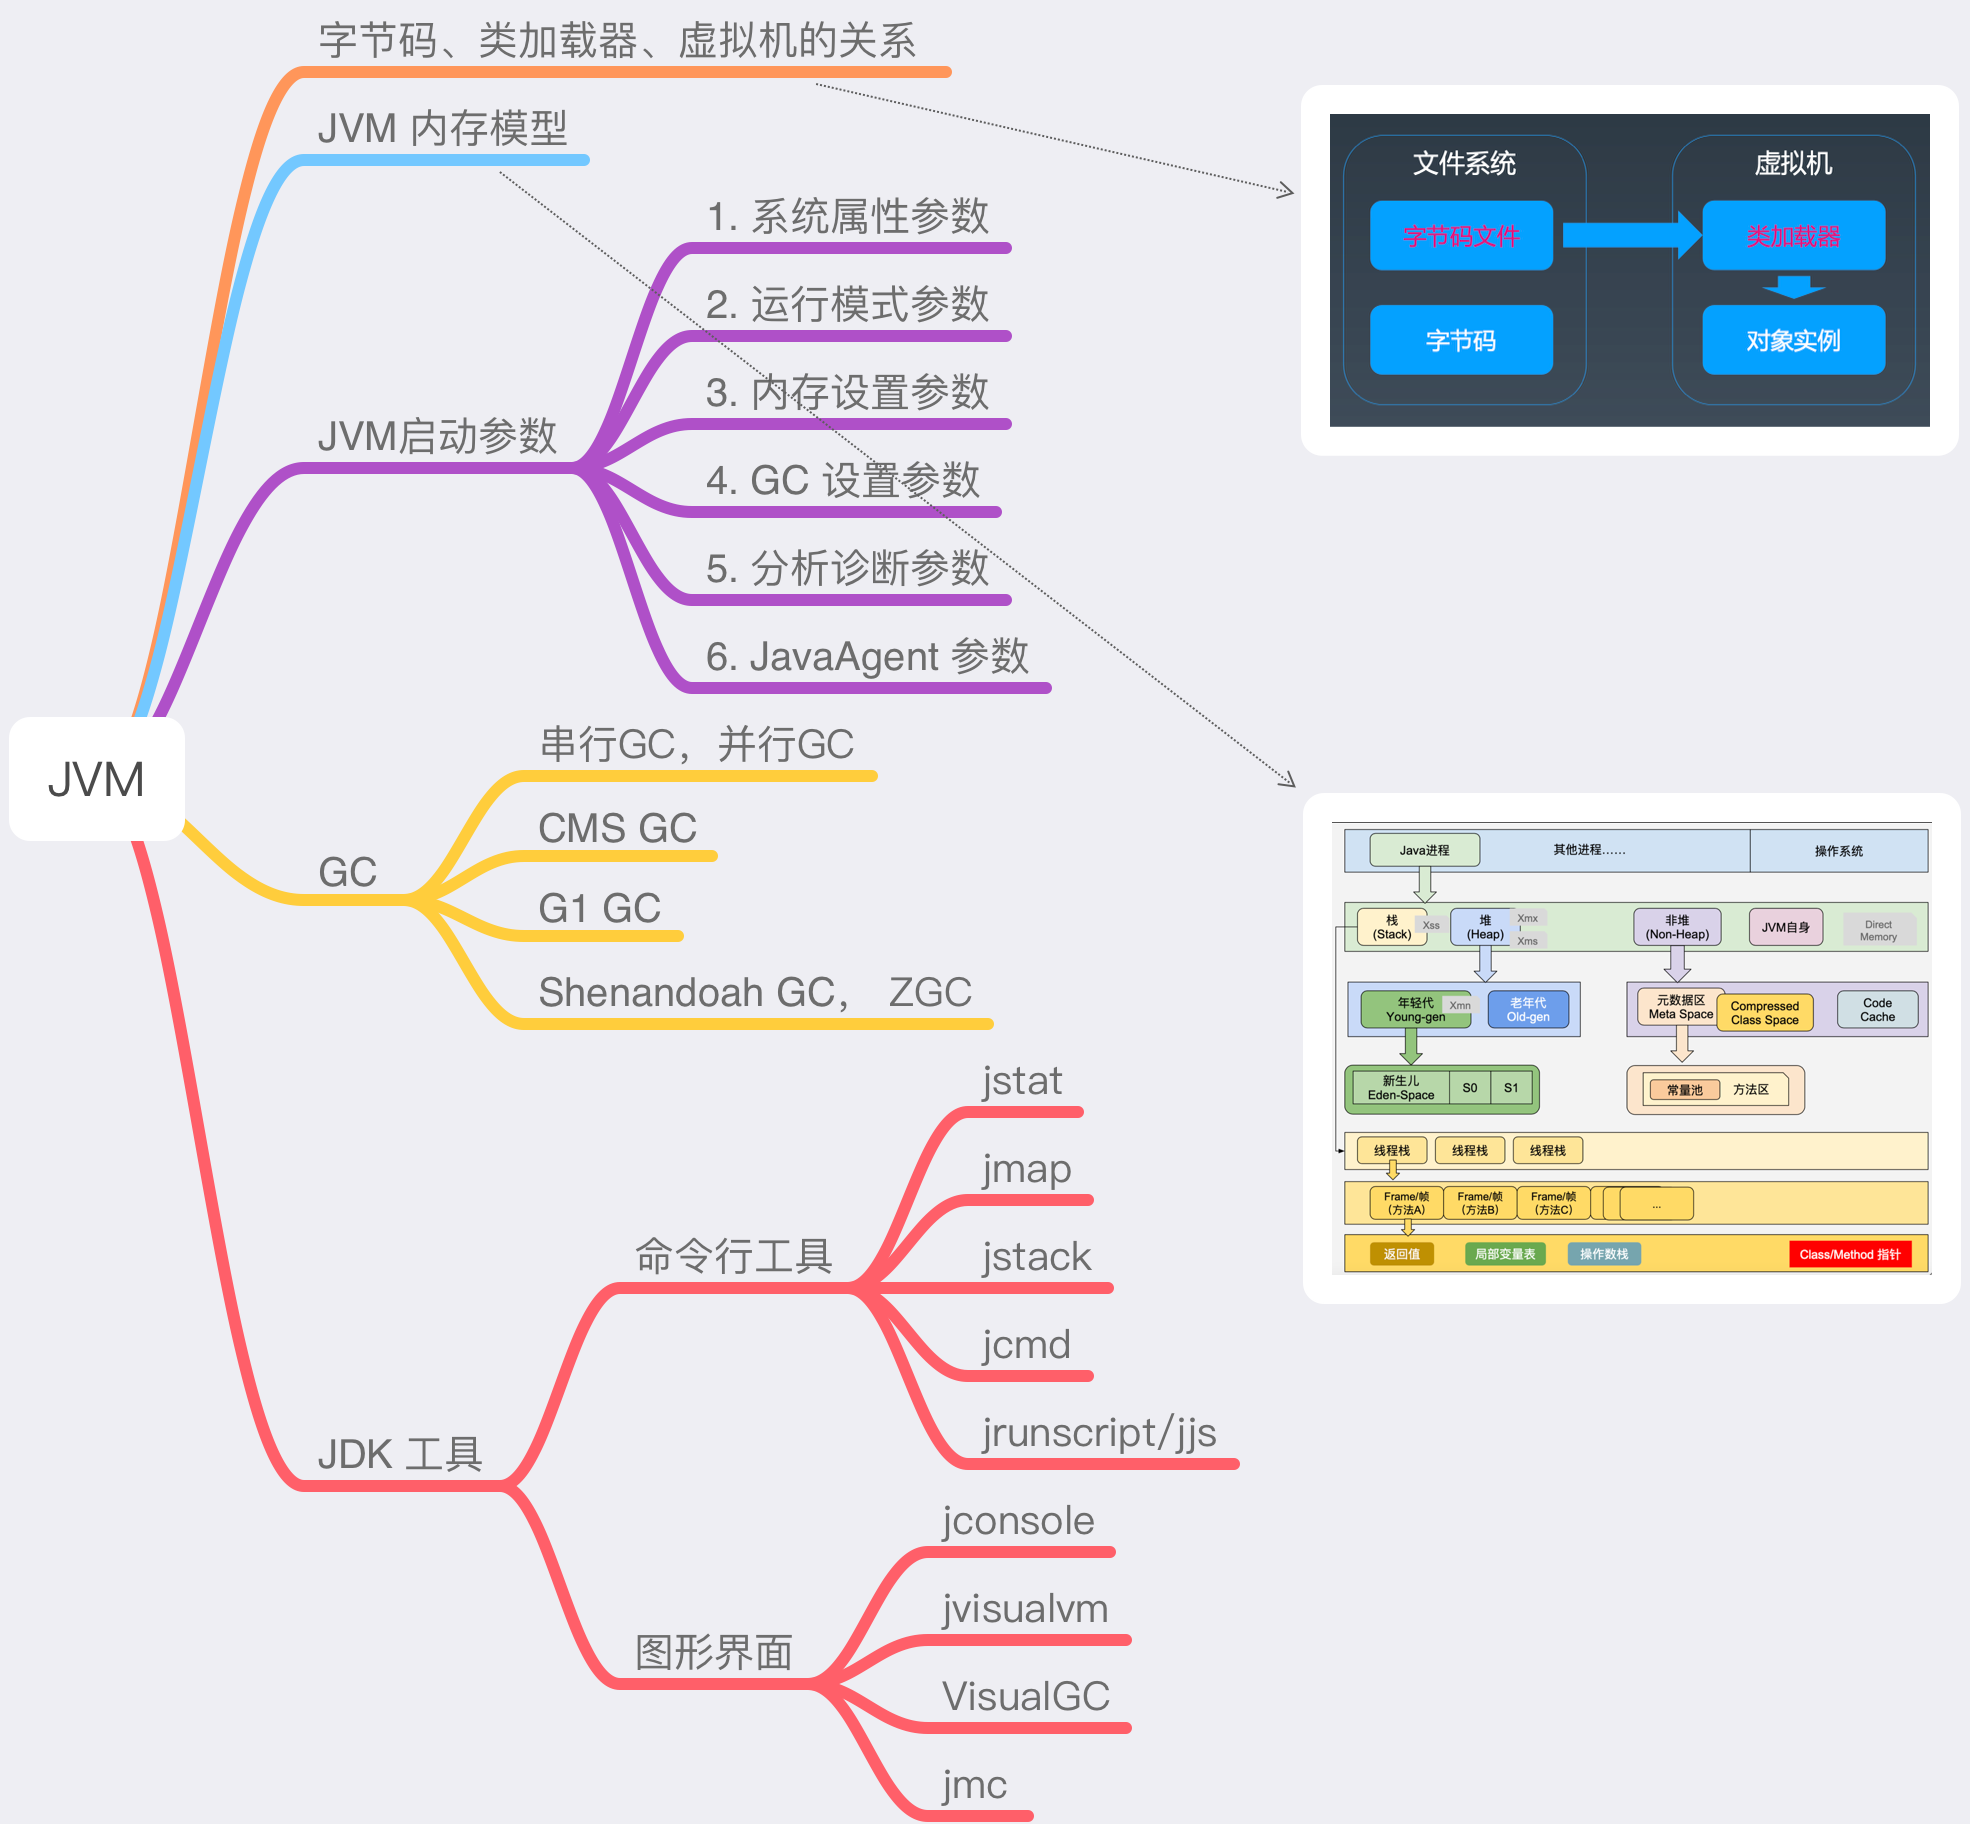 字节码、类加载器、虚拟机的关系
JVM 内存模型
1. 系统属性参数
2. 运行模式参数
3. 内存设置参数
JVM启动参数
4. GC 设置参数
5. 分析诊断参数
6. JavaAgent 参数
JVM
串行GC，并行GC
CMS GC
GC
G1 GC
Shenandoah GC， ZGC
jstat
jmap
命令行工具
jstack
jcmd
jrunscript/jjs
JDK 工具
jconsole
jvisualvm
图形界面
VisualGC
jmc
文件系统
虚拟机
字节码文件
类加载器
字节码
对象实例
Java进程
其他进程......
操作系统
栈
(Stack)
Xss
堆
(Heap)
Xmx
Xms
非堆
(Non-Heap)
JVM自身
Direct
Memory
年轻代
Young-gen
Xmn
老年代
Old-gen
元数据区
Meta Space
Compressed
Class Space
Code
Cache
新生儿
Eden-Space
S0
S1
常量池
方法区
线程栈
线程栈
线程栈
Frame/帧
（方法A）
Frame/帧
（方法B）
Frame/帧
（方法C）
...
返回值
局部变量表
操作数栈
Class/Method 指针